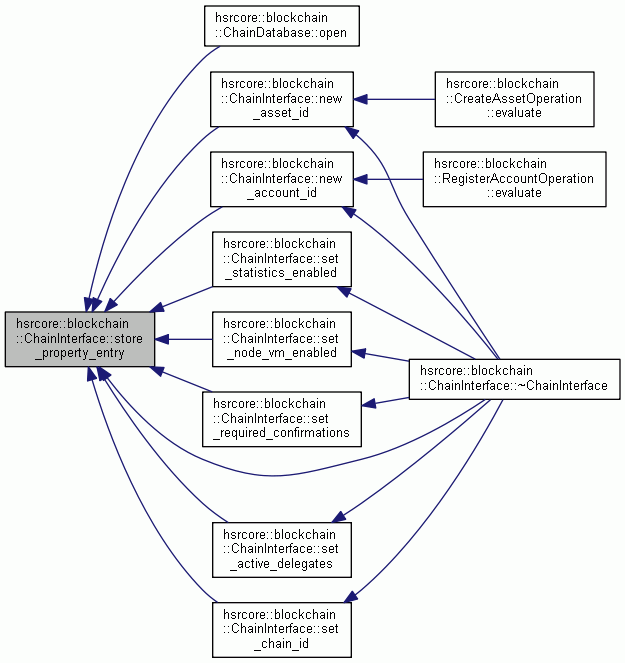 hsrcore::blockchain
::ChainDatabase::open
hsrcore::blockchain
::ChainInterface::new
_asset_id
hsrcore::blockchain
::CreateAssetOperation
::evaluate
hsrcore::blockchain
::ChainInterface::new
_account_id
hsrcore::blockchain
::RegisterAccountOperation
::evaluate
hsrcore::blockchain
::ChainInterface::set
_statistics_enabled
hsrcore::blockchain
::ChainInterface::store
_property_entry
hsrcore::blockchain
::ChainInterface::set
_node_vm_enabled
hsrcore::blockchain
::ChainInterface::~ChainInterface
hsrcore::blockchain
::ChainInterface::set
_required_confirmations
hsrcore::blockchain
::ChainInterface::set
_active_delegates
hsrcore::blockchain
::ChainInterface::set
_chain_id